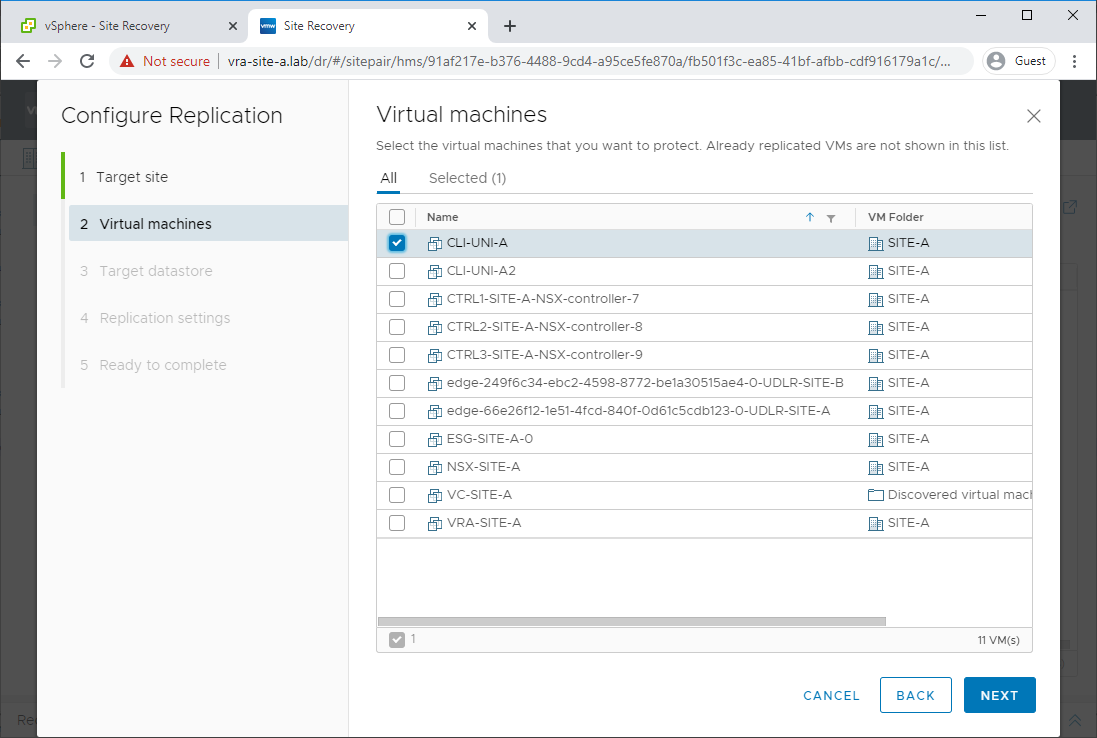 vSphere - Site Recovery
vmw Site Recovery
Not secure vra-site-a.lab/dr/#/sitepair/hms/91af217e-b376-4488-9cd4-a95ce5fe870a/fb501f3c-ea85-41bf-afbb-cdf916179a1c/... Guest
Configure Replication
1 Target site
2 Virtual machines
3 Target datastore
4 Replication settings
5 Ready to complete
Virtual machines
Select the virtual machines that you want to protect. Already replicated VMs are not shown in this list.
All Selected (1)
Name VM Folder
CLI-UNI-A SITE-A
CLI-UNI-A2 SITE-A
CTRL1-SITE-A-NSX-controller-7 SITE-A
CTRL2-SITE-A-NSX-controller-8 SITE-A
CTRL3-SITE-A-NSX-controller-9 SITE-A
edge-249f6c34-ebc2-4598-8772-be1a30515ae4-0-UDLR-SITE-B SITE-A
edge-66e26f12-1e51-4fcd-840f-0d61c5cdb123-0-UDLR-SITE-A SITE-A
ESG-SITE-A-0 SITE-A
NSX-SITE-A SITE-A
VC-SITE-A Discovered virtual mach
VRA-SITE-A SITE-A
1 11 VM(s)
CANCEL BACK NEXT